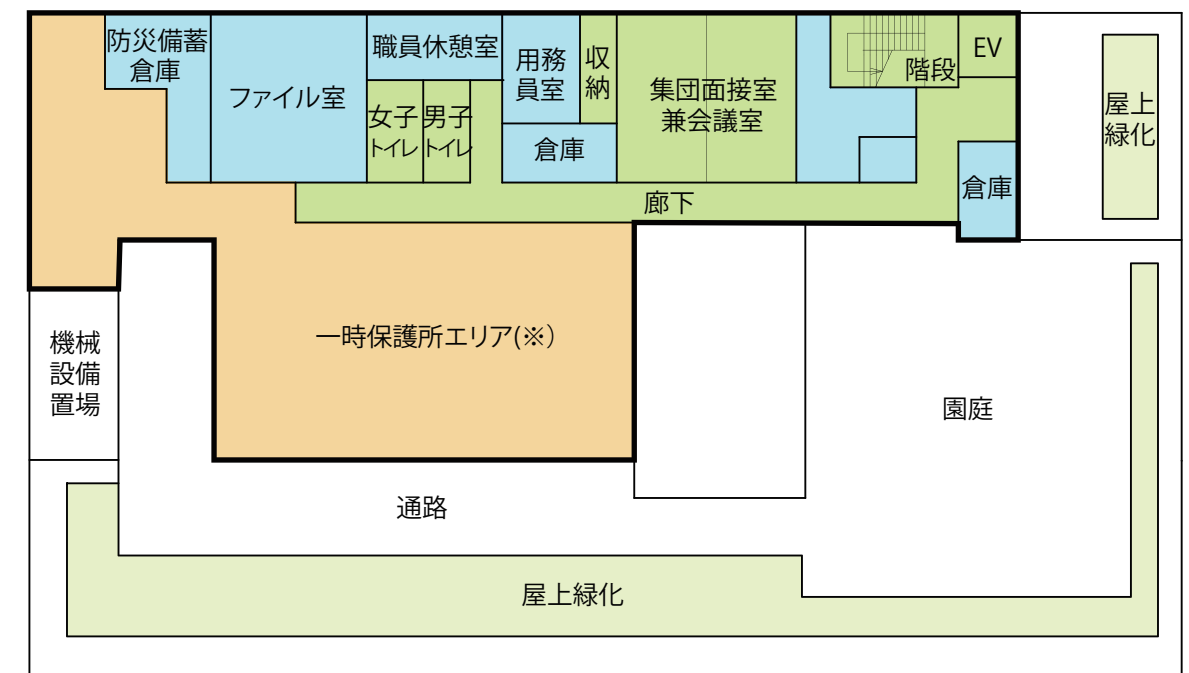 防災備蓄
倉庫
ファイル室
職員休憩室
女子
トイレ
男子
トイレ
用務
員室
収
納
倉庫
集団面接室
兼会議室
階段
EV
倉庫
廊下
屋上
緑化
一時保護所エリア(※)
機械
設備
置場
園庭
通路
屋上緑化